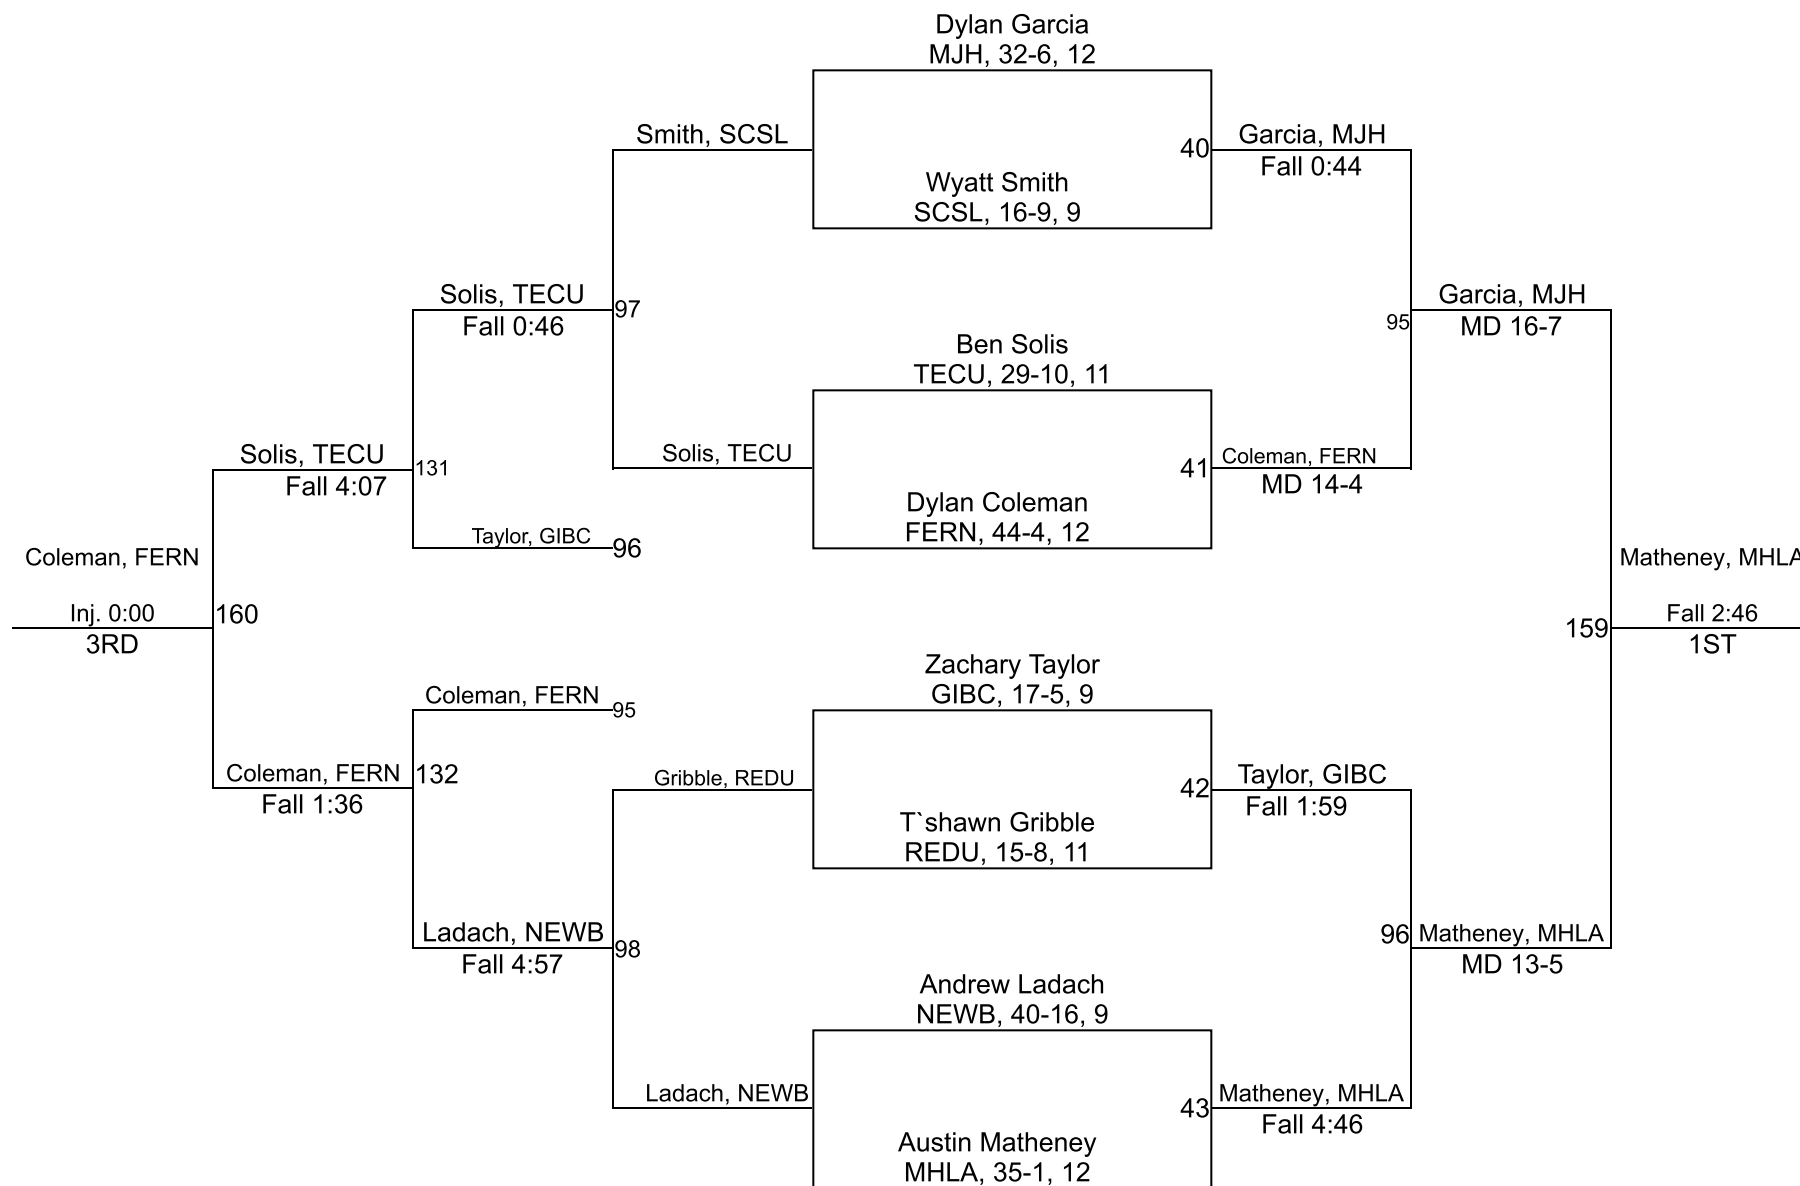 Dylan Garcia
MJH, 32-6, 12
Smith, SCSL
40
Garcia, MJH
Fall 0:44
Wyatt Smith
SCSL, 16-9, 9
Solis, TECU
Fall 0:46
97
Garcia, MJH
MD 16-7
95
Ben Solis
TECU, 29-10, 11
Solis, TECU
Fall 4:07
131
Solis, TECU
41
Coleman, FERN
MD 14-4
Dylan Coleman
FERN, 44-4, 12
Taylor, GIBC
96
Coleman, FERN
Inj. 0:00
3RD
160
Matheney, MHLA
159
Fall 2:46
1ST
Zachary Taylor
GIBC, 17-5, 9
Coleman, FERN
95
Coleman, FERN
Fall 1:36
132
Gribble, REDU
42
Taylor, GIBC
Fall 1:59
T`shawn Gribble
REDU, 15-8, 11
Ladach, NEWB
Fall 4:57
98
96
Matheney, MHLA
MD 13-5
Andrew Ladach
NEWB, 40-16, 9
Ladach, NEWB
43
Matheney, MHLA
Fall 4:46
Austin Matheney
MHLA, 35-1, 12